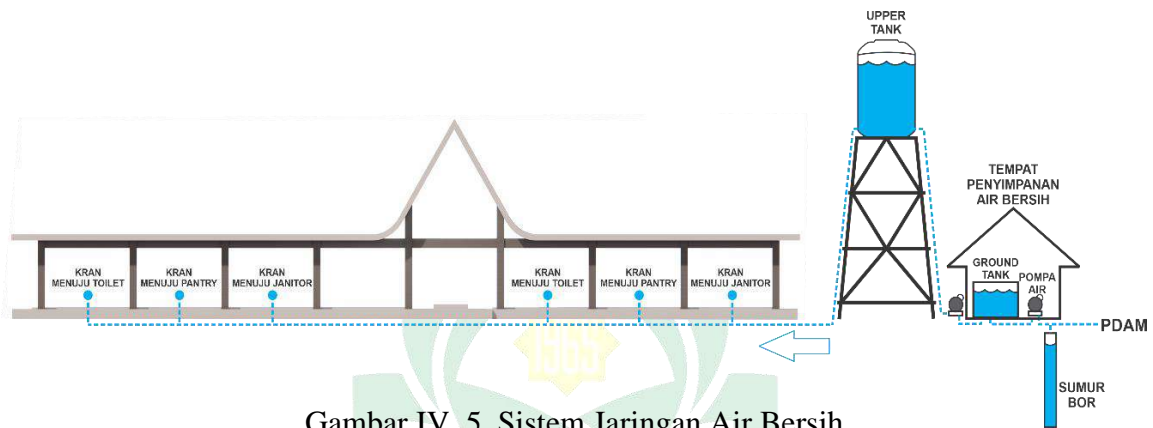 UPPER
TANK
TEMPAT
PENYIMPANAN
AIR BERSIH
GROUND
TANK
POMPA
AIR
KRAN
MENUJU TOILET
KRAN
MENUJU PANTRY
KRAN
MENUJU JANITOR
KRAN
MENUJU TOILET
KRAN
MENUJU PANTRY
KRAN
MENUJU JANITOR
PDAM
1965
SUMUR
BOR
Gambar IV. 5. Sistem Jaringan Air Bersih